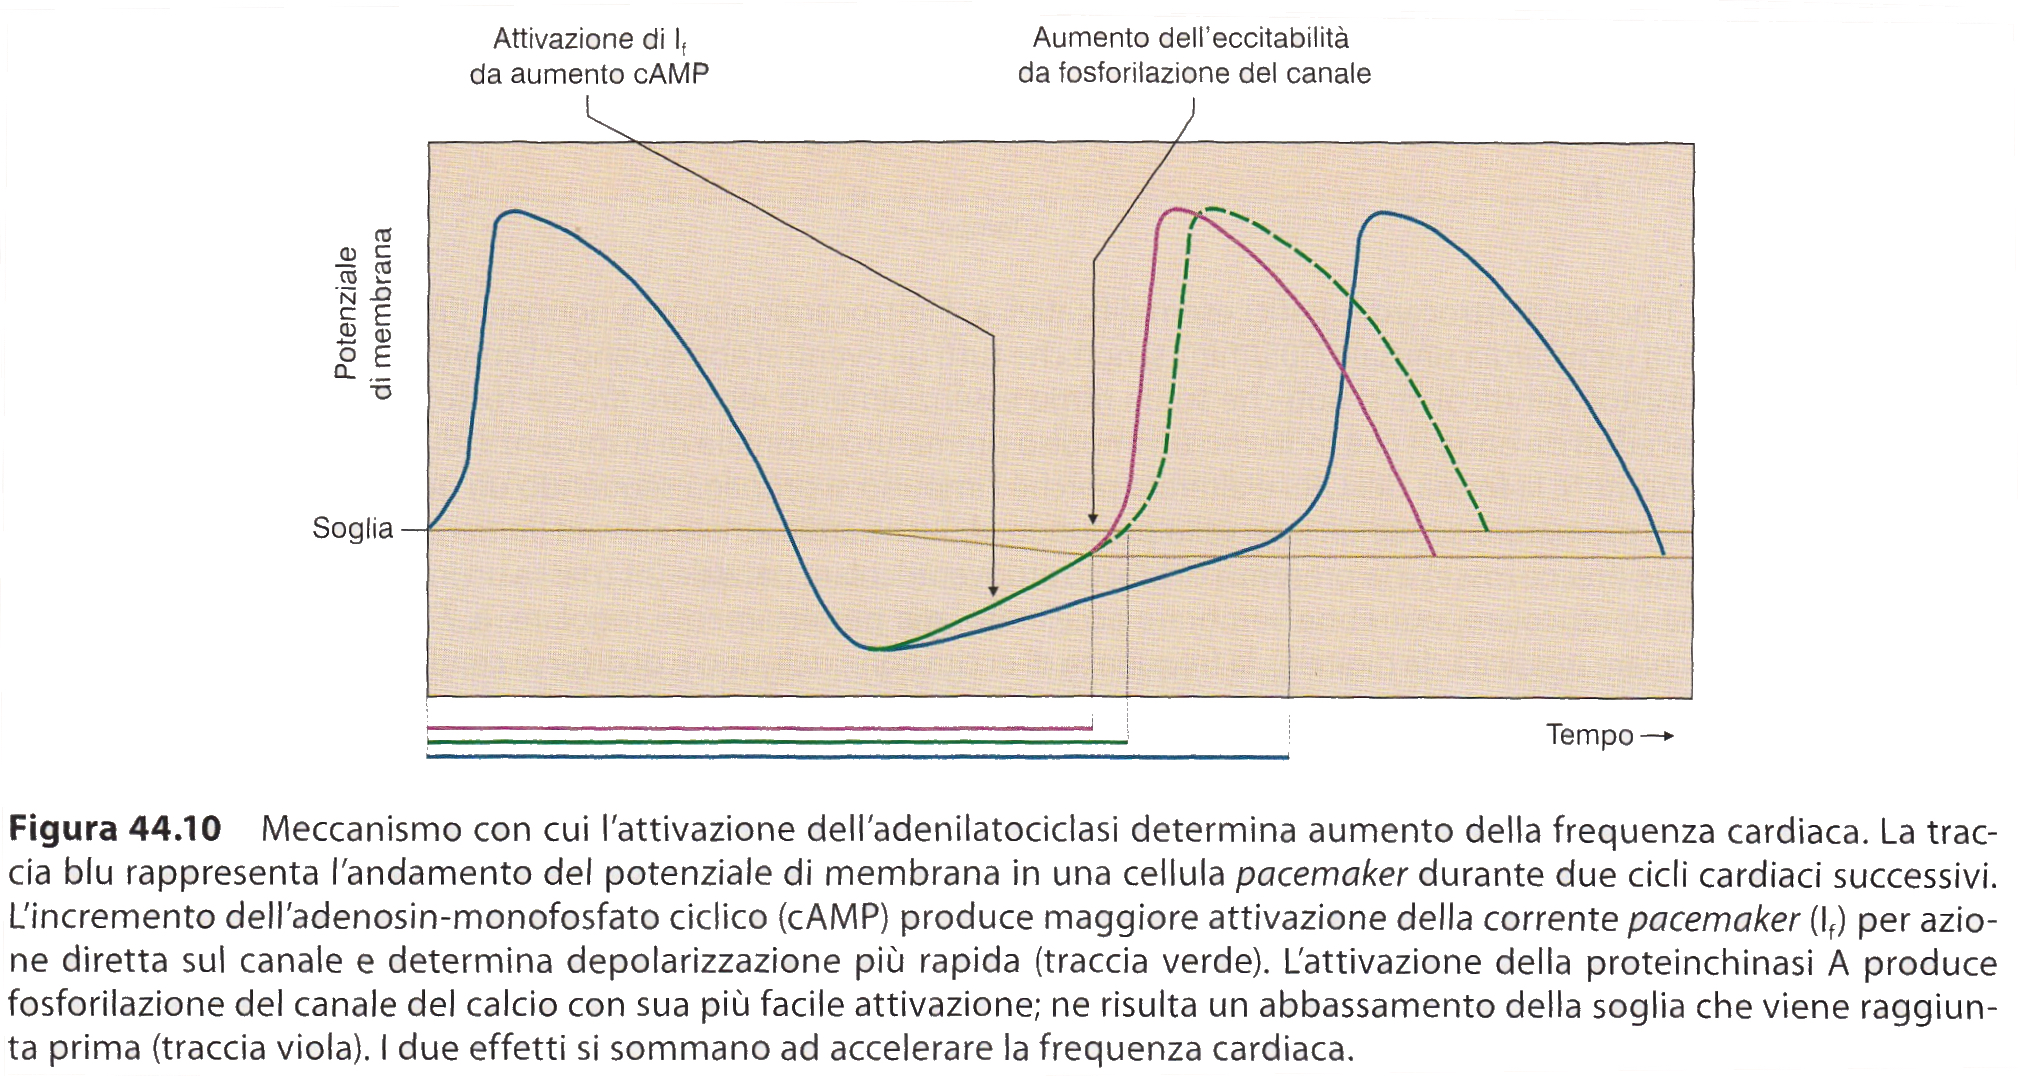 Attivazione di If
da aumento cAMP
Aumento dell'eccitabilità
da fosforilazione del canale
Potenziale
di membrana
Soglia
Tempo
Figura 44.10 Meccanismo con cui l'attivazione dell'adenilatociclasi determina aumento della frequenza cardiaca. La trac-
cia blu rappresenta l'andamento del potenziale di membrana in una cellula pacemaker durante due cicli cardiaci successivi.
L'incremento dell'adenosin-monofosfato ciclico (cAMP) produce maggiore attivazione della corrente pacemaker (If) per azio-
ne diretta sul canale e determina depolarizzazione più rapida (traccia verde). L'attivazione della proteinchinasi A produce
fosforilazione del canale del calcio con sua più facile attivazione; ne risulta un abbassamento della soglia che viene raggiun-
ta prima (traccia viola). I due effetti si sommano ad accelerare la frequenza cardiaca.